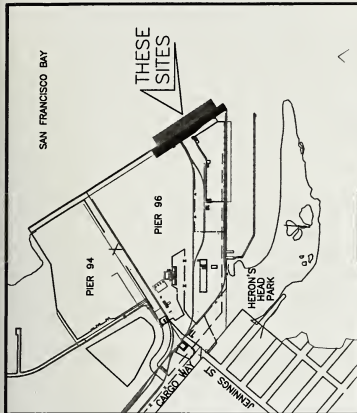 SAN FRANCISCO BAY
THESE
SITES
PIER 94
PIER 96
CARGO WAY
HERON'S
HEAD
PARK
JENNINGS ST